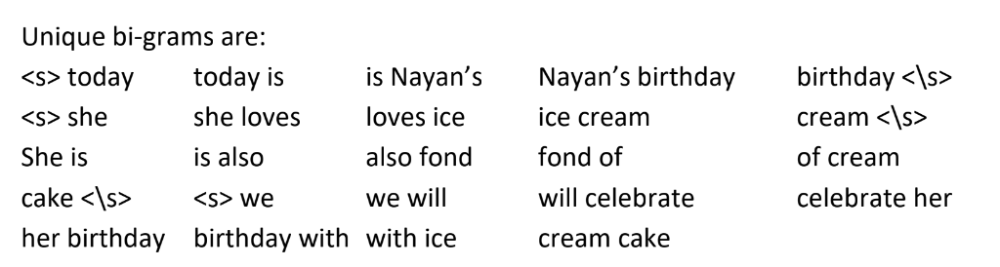 Unique bi-grams are:
<s> today today is is Nayan’s Nayan’s birthday birthday <\s>
<s> she she loves loves ice ice cream cream <\s>
She is is also also fond fond of of cream
cake <\s> <s> we we will will celebrate celebrate her
her birthday birthday with with ice cream cake